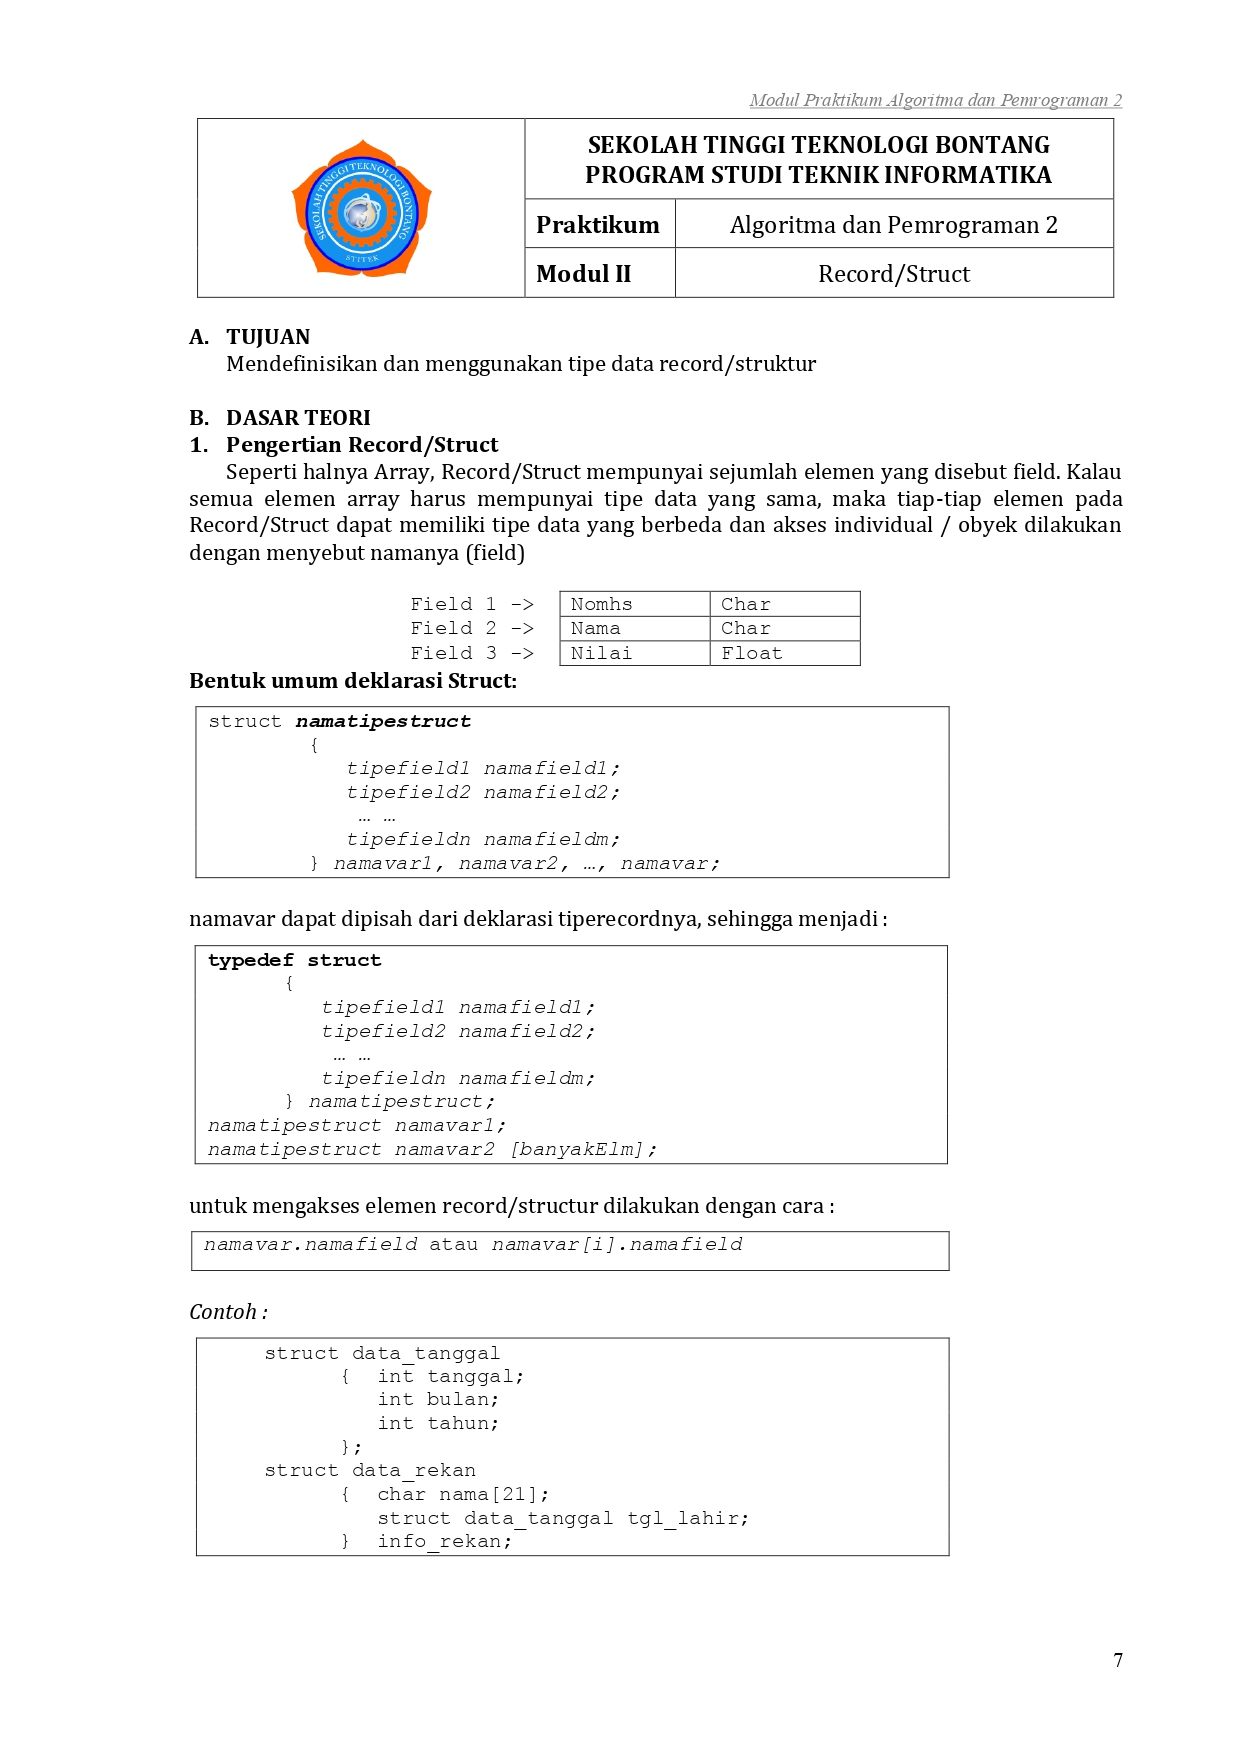 Modul Praktikum Algoritma dan Pemrograman 2
SEKOLAH TINGGI TEKNOLOGI BONTANG
STITEK
SEKOLAH TINGGI TEKNOLOGI BONTANG
PROGRAM STUDI TEKNIK INFORMATIKA
Praktikum Algoritma dan Pemrograman 2
Modul II Record/Struct
A. TUJUAN
Mendefinisikan dan menggunakan tipe data record/struktur
B. DASAR TEORI
1. Pengertian Record/Struct
Seperti halnya Array, Record/Struct mempunyai sejumlah elemen yang disebut field. Kalau
semua elemen array harus mempunyai tipe data yang sama, maka tiap-tiap elemen pada
Record/Struct dapat memiliki tipe data yang berbeda dan akses individual / obyek dilakukan
dengan menyebut namanya (field)
Field 1 -> Nomhs Char
Field 2 -> Nama Char
Field 3 -> Nilai Float
Bentuk umum deklarasi Struct:
struct namatipestruct
{
tipefield1 namafield1;
tipefield2 namafield2;
… …
tipefieldn namafieldm;
} namavar1, namavar2, …, namavar;
namavar dapat dipisah dari deklarasi tiperecordnya, sehingga menjadi :
typedef struct
{
tipefield1 namafield1;
tipefield2 namafield2;
… …
tipefieldn namafieldm;
} namatipestruct;
namatipestruct namavar1;
namatipestruct namavar2 [banyakElm];
untuk mengakses elemen record/structur dilakukan dengan cara :
namavar.namafield atau namavar[i].namafield
Contoh :
struct data_tanggal
{ int tanggal;
int bulan;
int tahun;
};
struct data_rekan
{ char nama[21];
struct data_tanggal tgl_lahir;
} info_rekan;
7